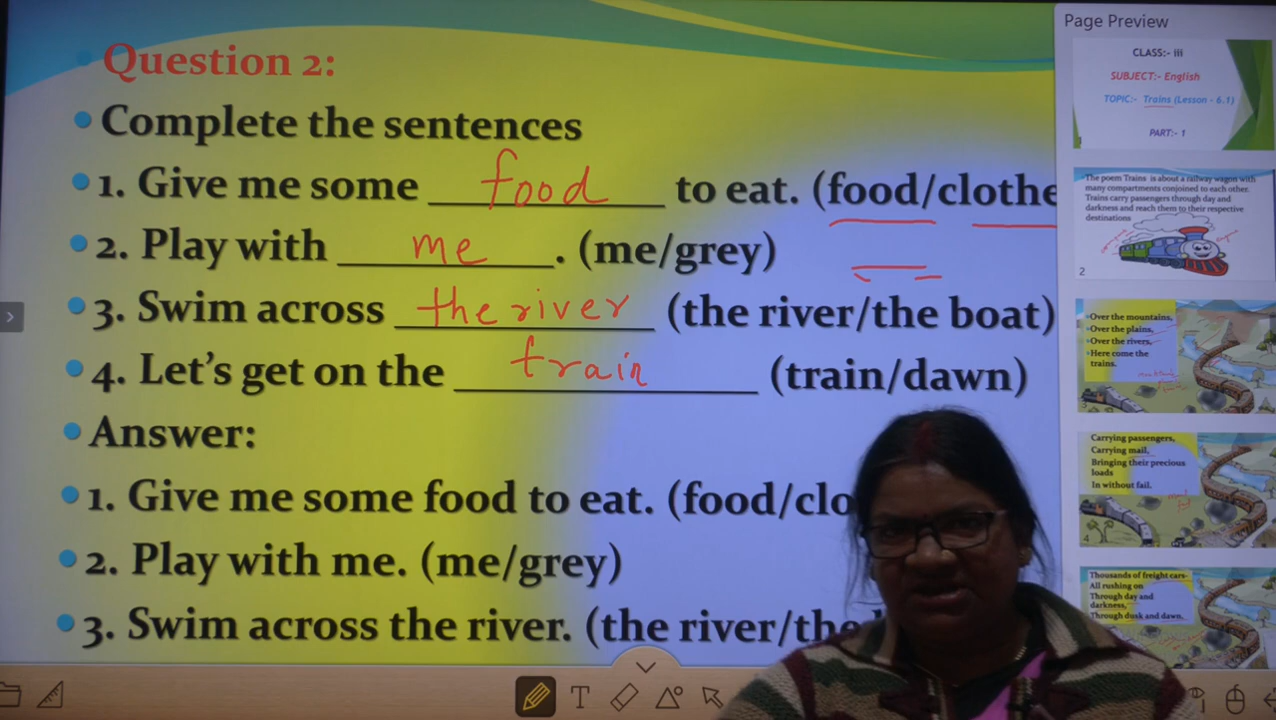 Question 2:
Complete the sentences
1. Give me some food to eat. (food/clothe
2. Play with me. (me/grey)
3. Swim across the river (the river/the boat)
4. Let's get on the train (train/dawn)
Answer:
1. Give me some food to eat. (food/clo
2. Play with me. (me/grey)
3. Swim across the river. (the river/the
Page Preview
CLASS:- iii
SUBJECT:- English
TOPIC:- Trains (Lesson - 6.1)
PART:- 1
The poem Trains is about a railway wagon with
many compartments conjoined to each other.
Trains carry passengers through day and
darkness and reach them to their respective
destinations
2
Over the mountains,
Over the plains,
Over the rivers,
Here come the
trains.
3
Carrying passengers,
Carrying mail,
Bringing their precious
loads
In without fail.
4
Thousands of freight cars-
All rushing on
Through day and
darkness,
Through dusk and dawn.
T